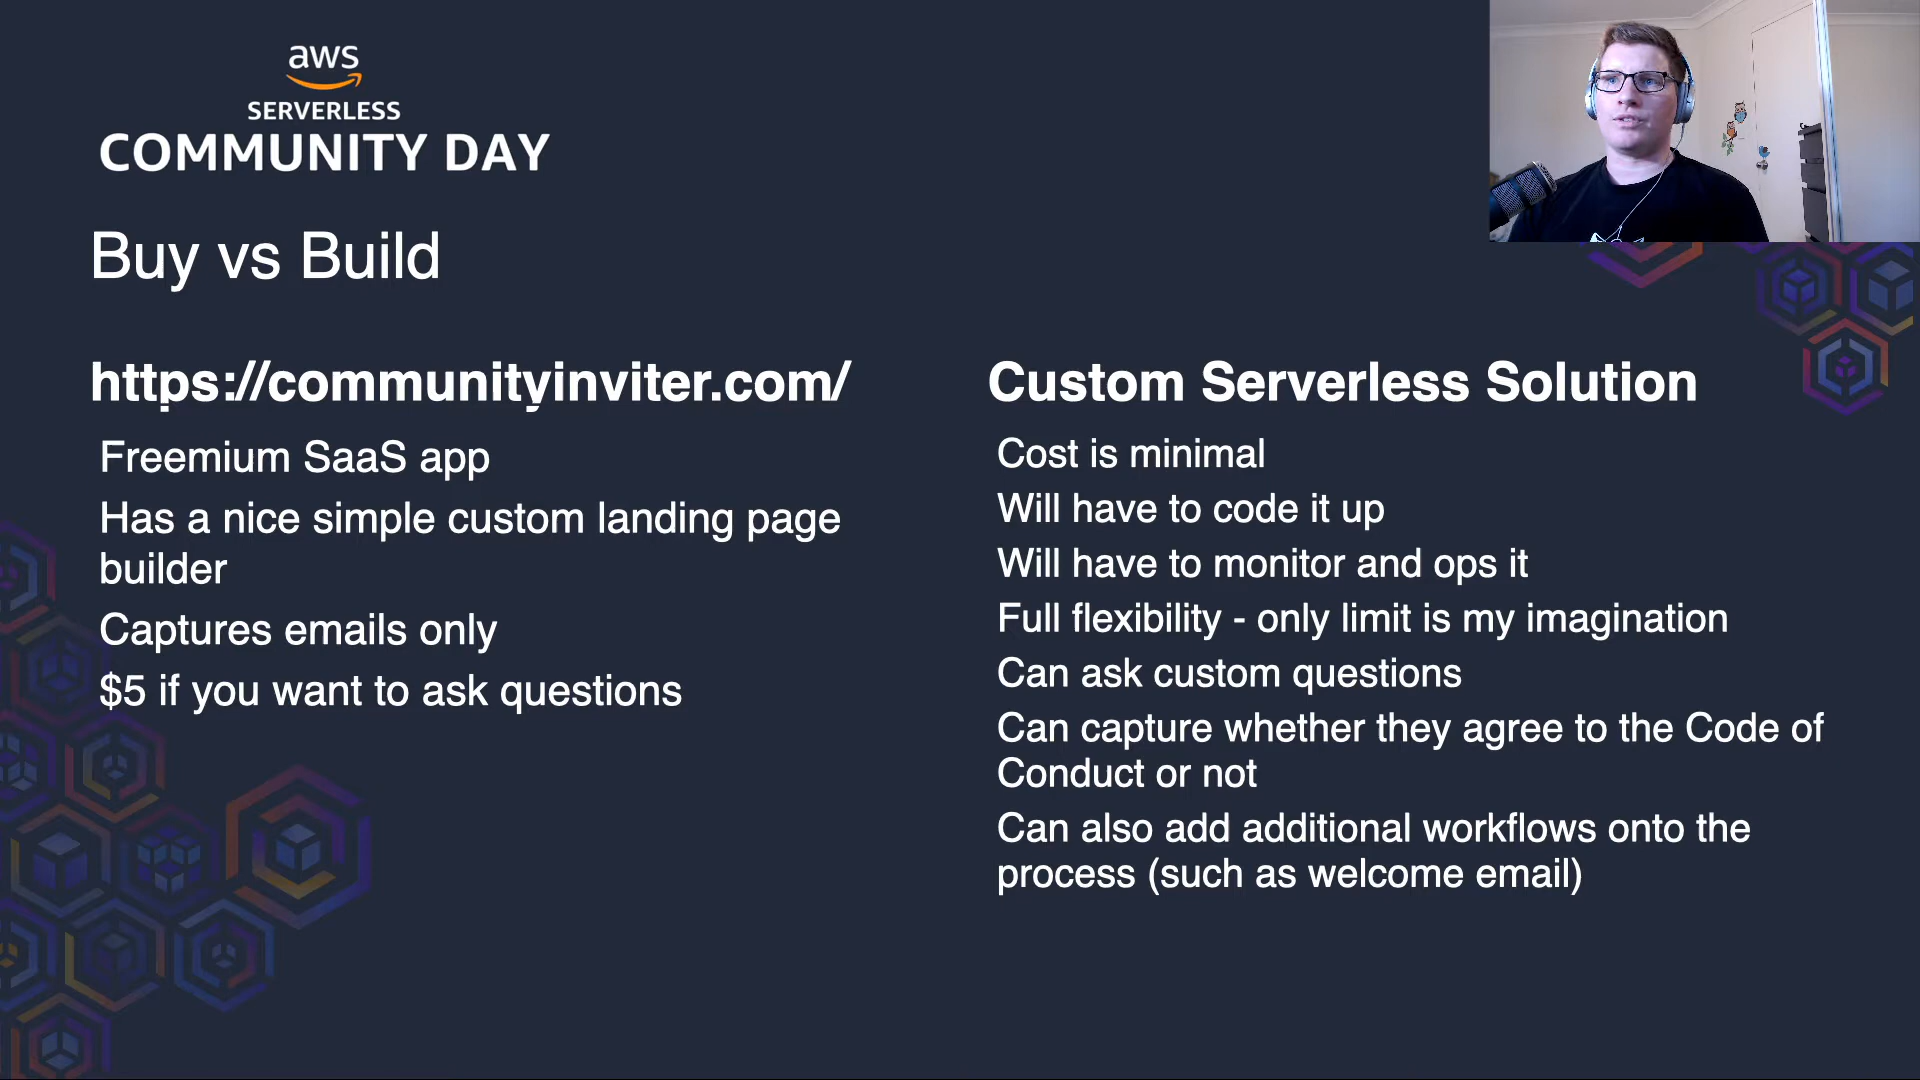 aws
SERVERLESS
COMMUNITY DAY
Buy vs Build
https://communityinviter.com/
Freemium SaaS app
Has a nice simple custom landing page
builder
Captures emails only
$5 if you want to ask questions
Custom Serverless Solution
Cost is minimal
Will have to code it up
Will have to monitor and ops it
Full flexibility - only limit is my imagination
Can ask custom questions
Can capture whether they agree to the Code of
Conduct or not
Can also add additional workflows onto the
process (such as welcome email)